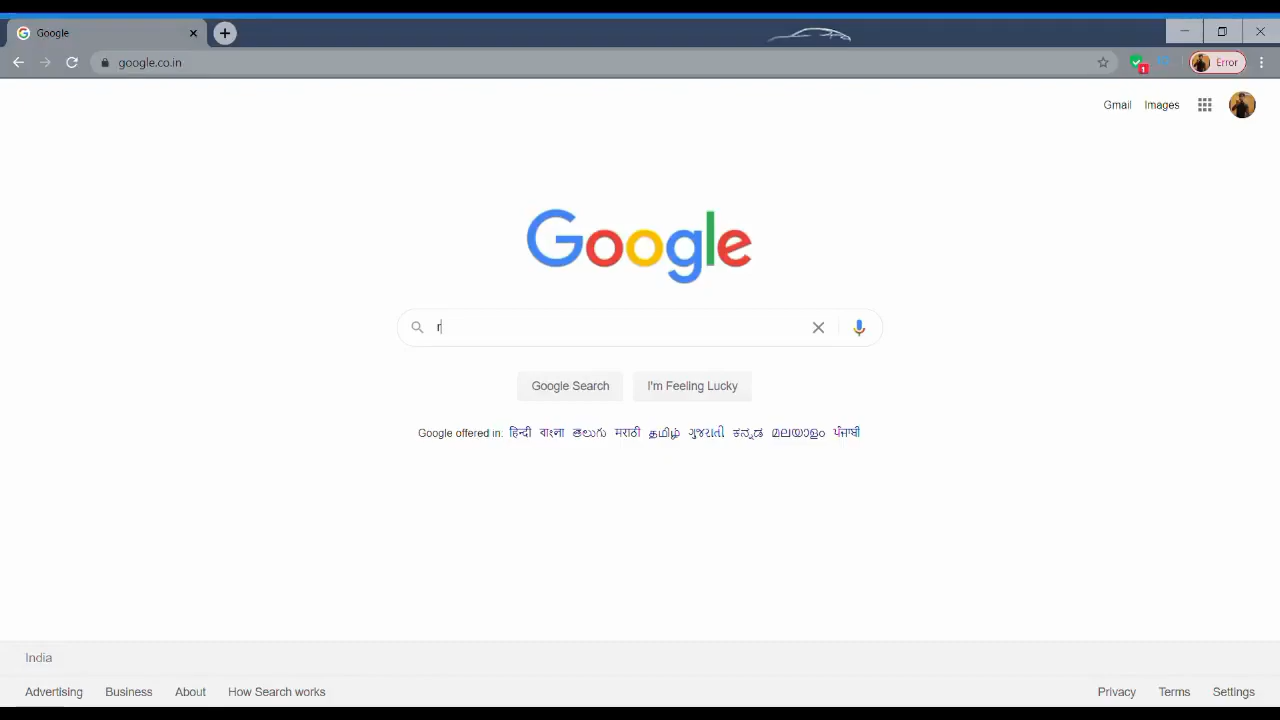 Google
google.co.in
1
Error
Gmail Images
Google
r
Google Search I'm Feeling Lucky
Google offered in: हिन्दी বাংলা తెలుగు मराठी தமிழ் ગુજરાતી ಕನ್ನಡ മലയാളം ਪੰਜਾਬੀ
India
Advertising Business About How Search works Privacy Terms Settings